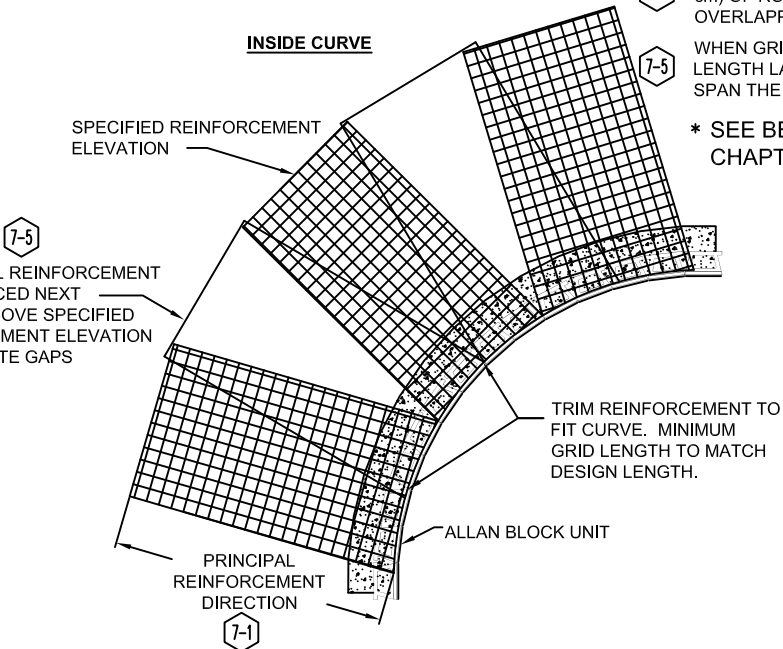 INSIDE CURVE
OVERLAPP
7-5
WHEN GRI
LENGTH LA
SPAN THE
* SEE BE
CHAPT
SPECIFIED REINFORCEMENT
ELEVATION
7-5
L REINFORCEMENT
CED NEXT
OVE SPECIFIED
MENT ELEVATION
TE GAPS
TRIM REINFORCEMENT TO
FIT CURVE. MINIMUM
GRID LENGTH TO MATCH
DESIGN LENGTH.
ALLAN BLOCK UNIT
PRINCIPAL
REINFORCEMENT
DIRECTION
7-1